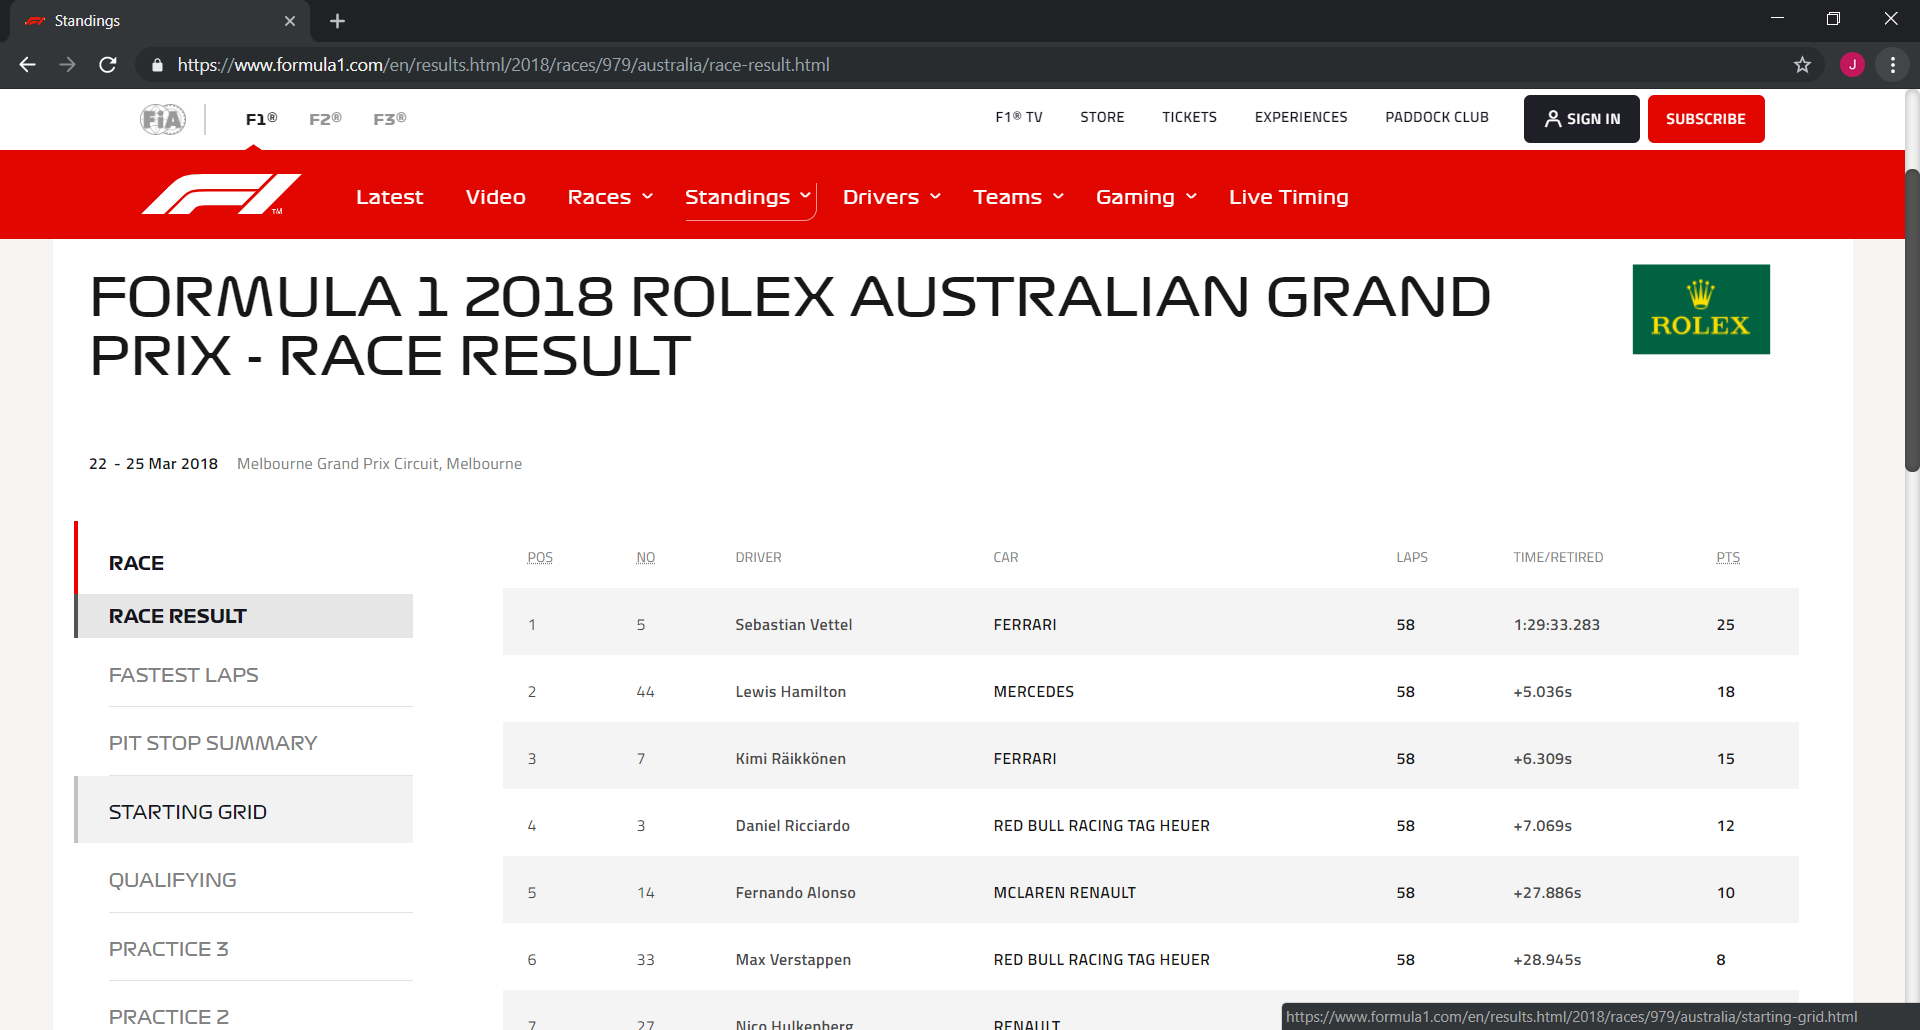 Standings
https://www.formula1.com/en/results.html/2018/races/979/australia/race-result.html
J
FIA F1® F2® F3® F1® TV STORE TICKETS EXPERIENCES PADDOCK CLUB SIGN IN SUBSCRIBE
F1 TM Latest Video Races Standings Drivers Teams Gaming Live Timing
FORMULA 1 2018 ROLEX AUSTRALIAN GRAND
PRIX - RACE RESULT
ROLEX
22 - 25 Mar 2018 Melbourne Grand Prix Circuit, Melbourne
RACE
RACE RESULT
FASTEST LAPS
PIT STOP SUMMARY
STARTING GRID
QUALIFYING
PRACTICE 3
PRACTICE 2
POS NO DRIVER CAR LAPS TIME/RETIRED PTS
1 5 Sebastian Vettel FERRARI 58 1:29:33.283 25
2 44 Lewis Hamilton MERCEDES 58 +5.036s 18
3 7 Kimi Räikkönen FERRARI 58 +6.309s 15
4 3 Daniel Ricciardo RED BULL RACING TAG HEUER 58 +7.069s 12
5 14 Fernando Alonso MCLAREN RENAULT 58 +27.886s 10
6 33 Max Verstappen RED BULL RACING TAG HEUER 58 +28.945s 8
7 27 Nico Hulkenberg RENAULT
https://www.formula1.com/en/results.html/2018/races/979/australia/starting-grid.html